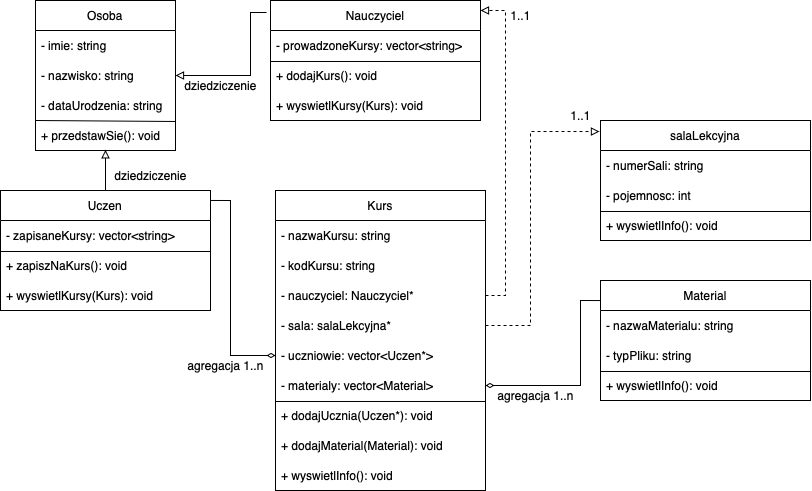 Osoba
- imie: string
- nazwisko: string
- dataUrodzenia: string
+ przedstawSie(): void
Nauczyciel
- prowadzoneKursy: vector<string>
+ dodajKurs(): void
+ wyswietlKursy(Kurs): void
1..1
dziedziczenie
1..1
salaLekcyjna
- numerSali: string
- pojemnosc: int
+ wyswietlInfo(): void
dziedziczenie
Uczen
- zapisaneKursy: vector<string>
+ zapiszNaKurs(): void
+ wyswietlKursy(Kurs): void
Kurs
- nazwaKursu: string
- kodKursu: string
- nauczyciel: Nauczyciel*
- sala: salaLekcyjna*
- uczniowie: vector<Uczen*>
- materialy: vector<Material>
+ dodajUcznia(Uczen*): void
+ dodajMaterial(Material): void
+ wyswietlInfo(): void
agregacja 1..n
Material
- nazwaMaterialu: string
- typPliku: string
+ wyswietlInfo(): void
agregacja 1..n